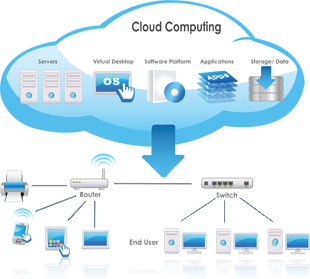 Cloud Computing
Servers
Virtual Desktop
Software Platform
Applications
Storage/ Data
OS
APPS
Router
Switch
End User